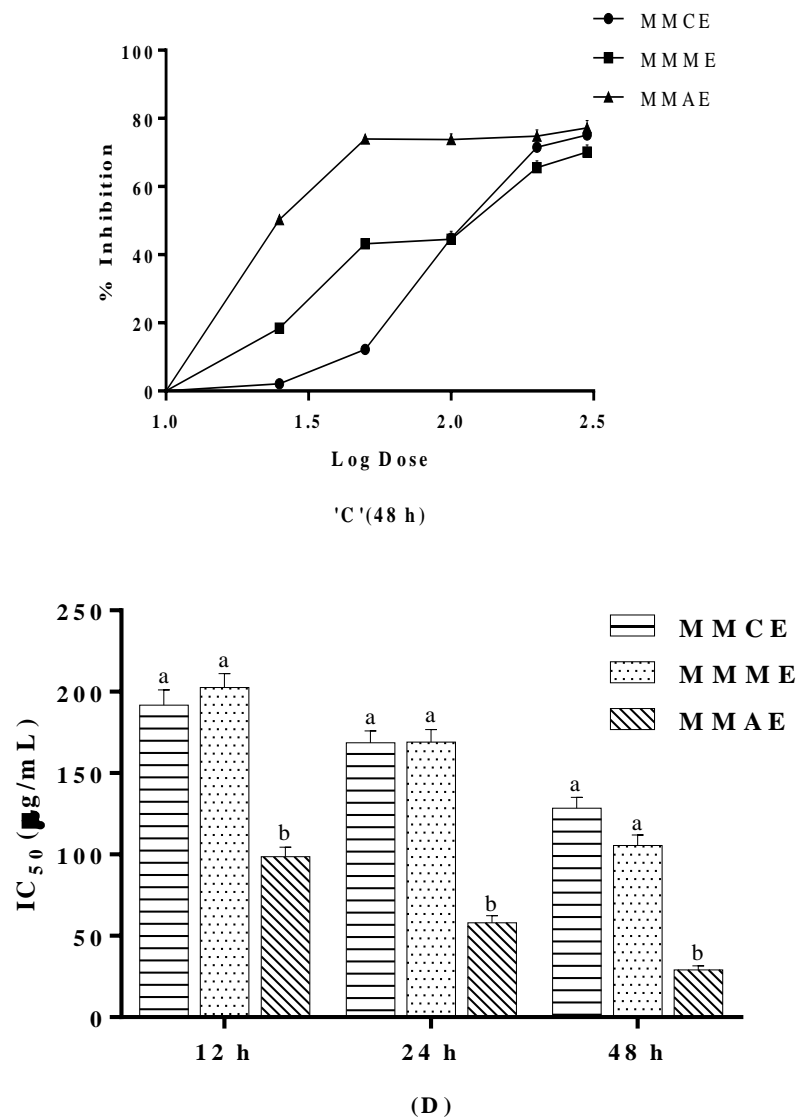 MMCE
MMME
MMAE
100
80
60
40
20
0
% Inhibition
1.0 1.5 2.0 2.5
Log Dose
'C'(48 h)
250
200
150
100
50
0
IC50 (g/mL)
MMCE
MMME
MMAE
a a b
a a b
a a b
12 h 24 h 48 h
(D)